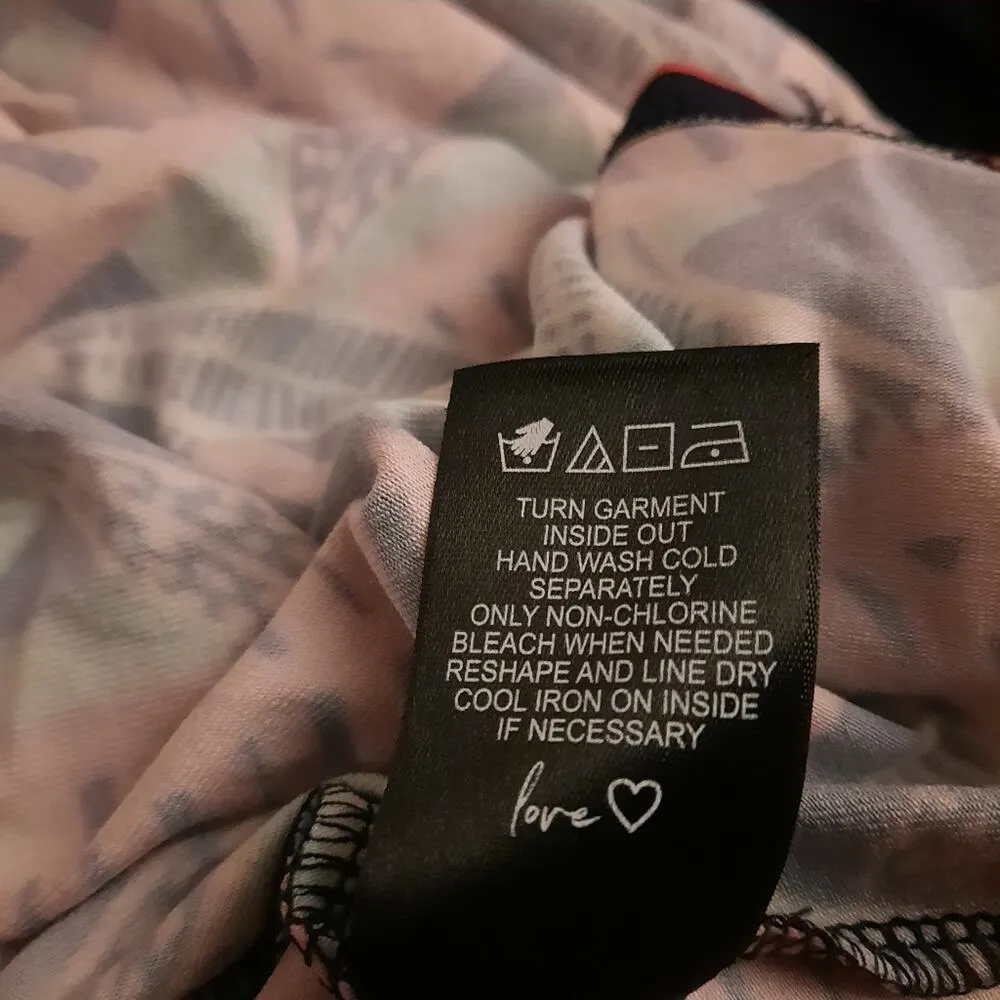 TURN GARMENT
INSIDE OUT
HAND WASH COLD
SEPARATELY
ONLY NON-CHLORINE
BLEACH WHEN NEEDED
RESHAPE AND LINE DRY
COOL IRON ON INSIDE
IF NECESSARY
love